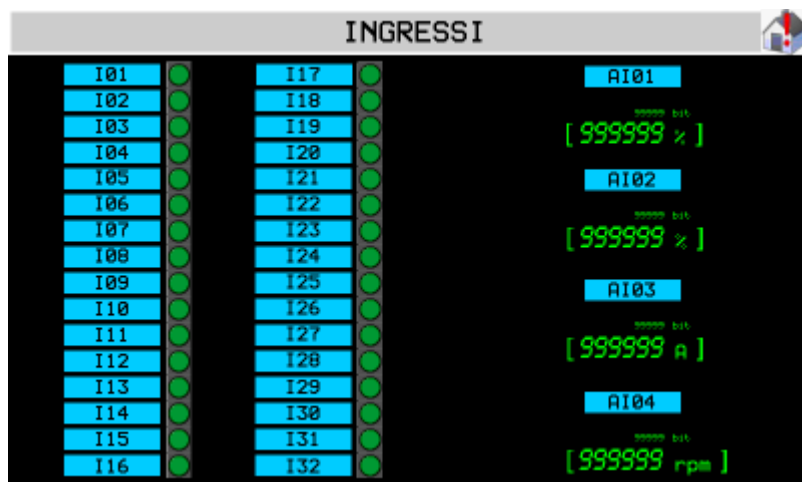 INGRESSI
I01
I02
I03
I04
I05
I06
I07
I08
I09
I10
I11
I12
I13
I14
I15
I16
I17
I18
I19
I20
I21
I22
I23
I24
I25
I26
I27
I28
I29
I30
I31
I32
AI01
99999 bit
[ 999999 % ]
AI02
99999 bit
[ 999999 % ]
AI03
99999 bit
[ 999999 A ]
AI04
99999 bit
[ 999999 rpm ]